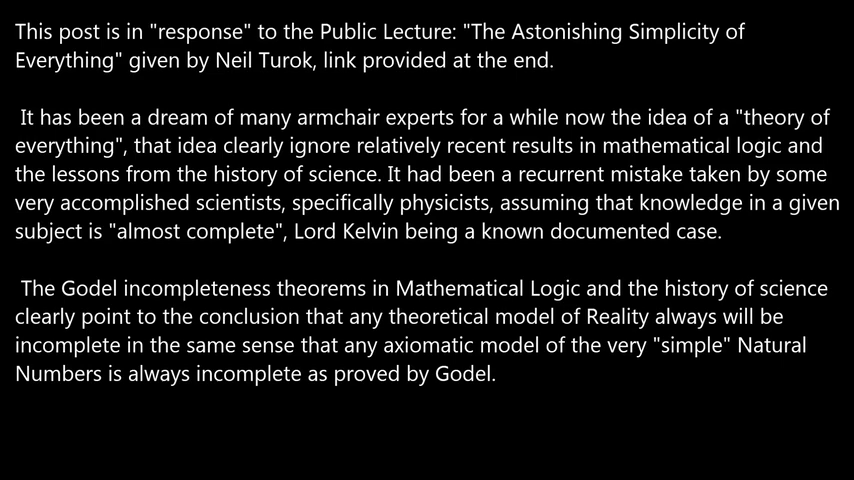 This post is in "response" to the Public Lecture: "The Astonishing Simplicity of
Everything" given by Neil Turok, link provided at the end.
It has been a dream of many armchair experts for a while now the idea of a "theory of
everything", that idea clearly ignore relatively recent results in mathematical logic and
the lessons from the history of science. It had been a recurrent mistake taken by some
very accomplished scientists, specifically physicists, assuming that knowledge in a given
subject is "almost complete", Lord Kelvin being a known documented case.
The Godel incompleteness theorems in Mathematical Logic and the history of science
clearly point to the conclusion that any theoretical model of Reality always will be
incomplete in the same sense that any axiomatic model of the very "simple" Natural
Numbers is always incomplete as proved by Godel.